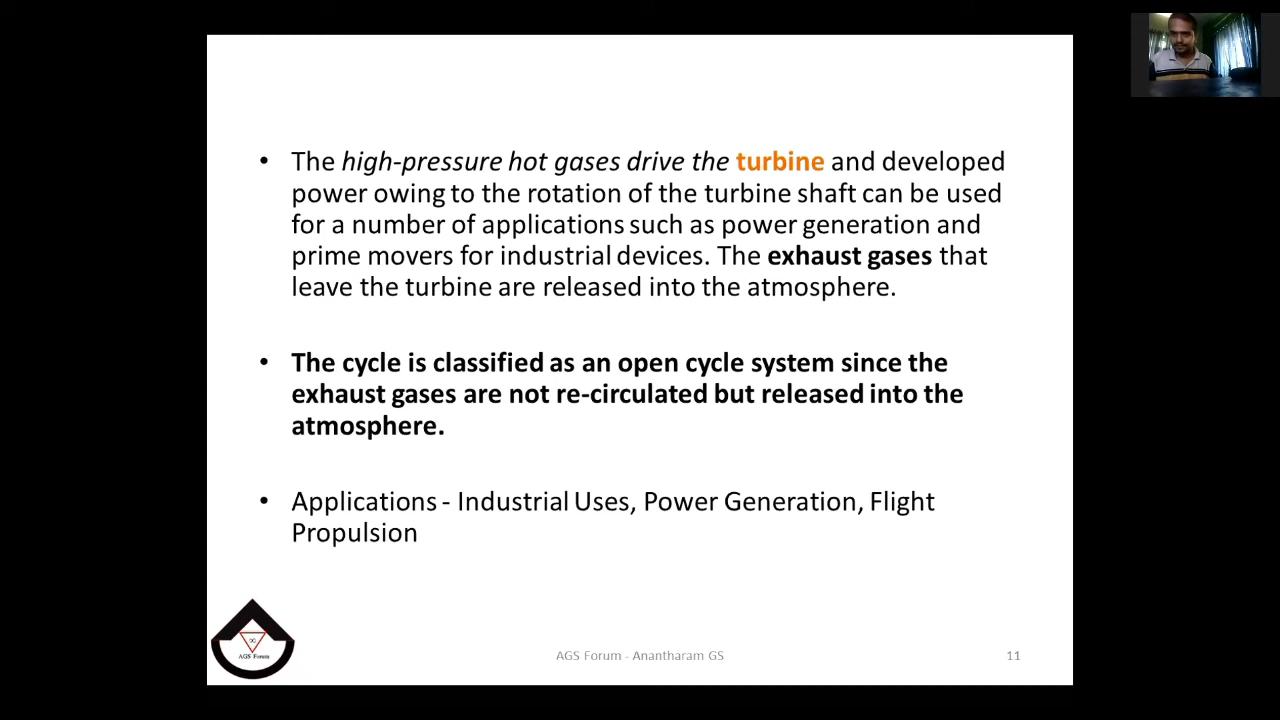 • The high-pressure hot gases drive the turbine and developed
power owing to the rotation of the turbine shaft can be used
for a number of applications such as power generation and
prime movers for industrial devices. The exhaust gases that
leave the turbine are released into the atmosphere.
• The cycle is classified as an open cycle system since the
exhaust gases are not re-circulated but released into the
atmosphere.
• Applications - Industrial Uses, Power Generation, Flight
Propulsion
∞
AGS Forum
AGS Forum - Anantharam GS
11